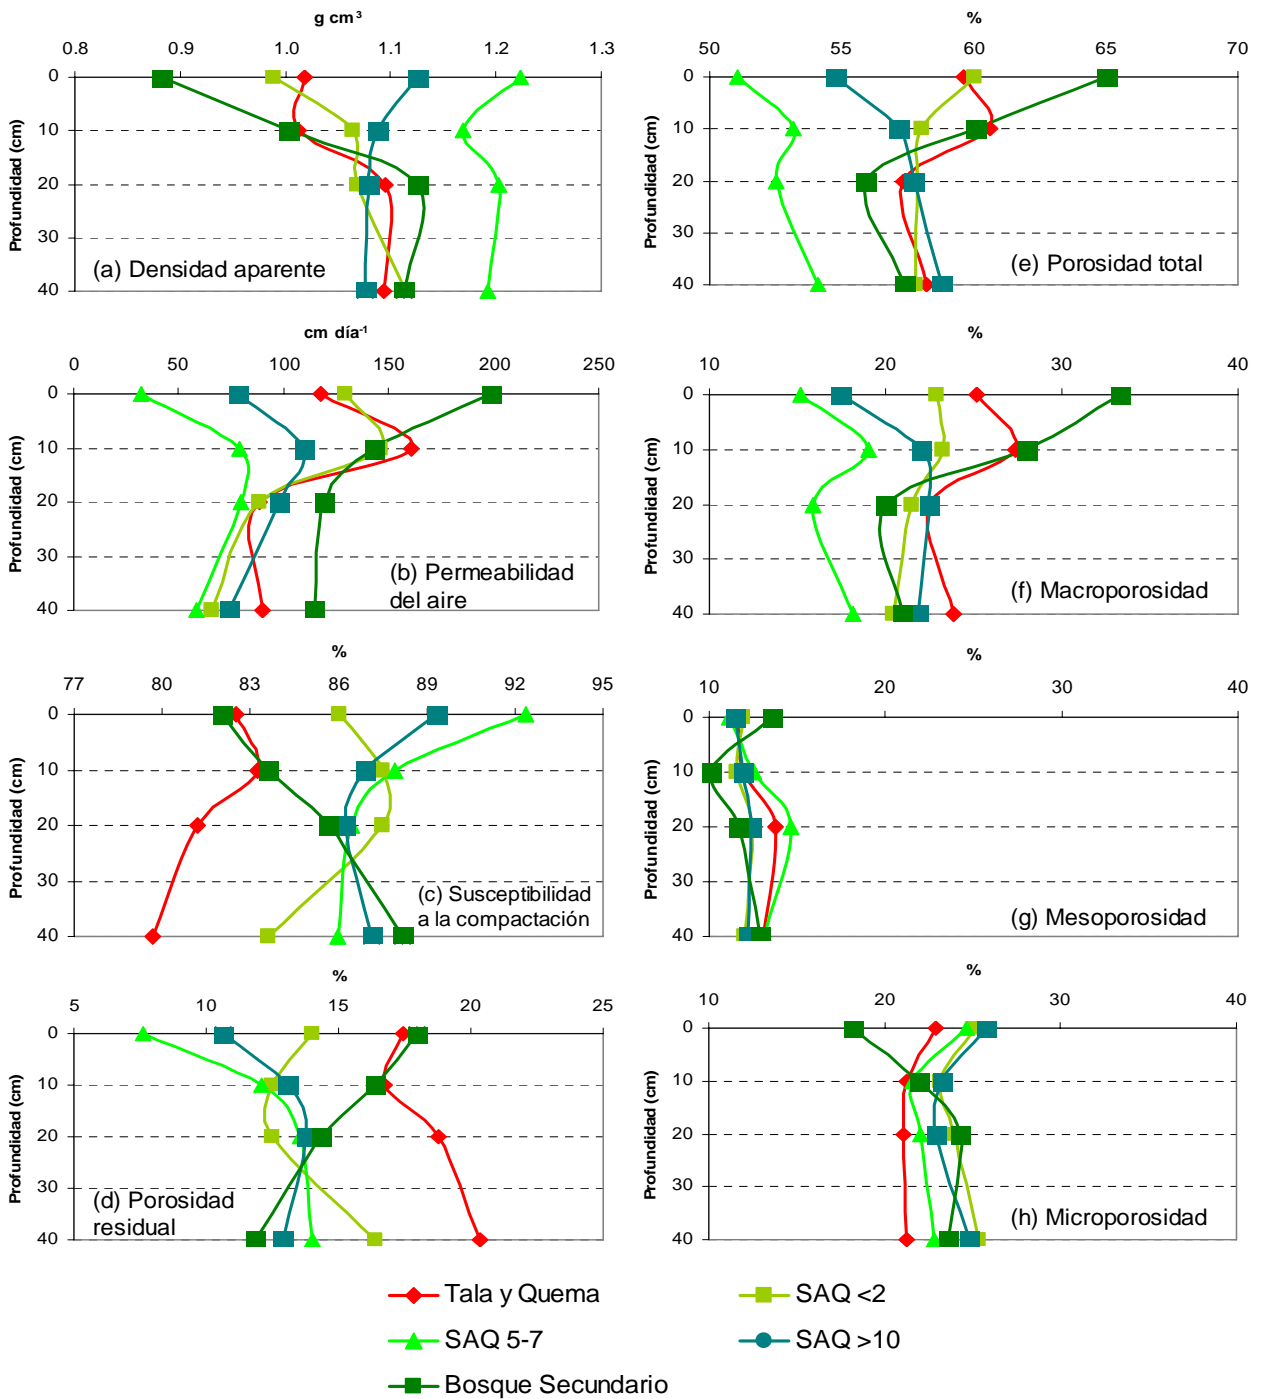 g cm³
0.8 0.9 1.0 1.1 1.2 1.3
0
10
20
30
40
Profundidad (cm)
(a) Densidad aparente
%
50 55 60 65 70
0
10
20
30
40
Profundidad (cm)
(e) Porosidad total
cm día⁻¹
0 50 100 150 200 250
0
10
20
30
40
Profundidad (cm)
(b) Permeabilidad
del aire
%
10 20 30 40
0
10
20
30
40
Profundidad (cm)
(f) Macroporosidad
%
77 80 83 86 89 92 95
0
10
20
30
40
Profundidad (cm)
(c) Susceptibilidad
a la compactación
%
10 20 30 40
0
10
20
30
40
Profundidad (cm)
(g) Mesoporosidad
%
5 10 15 20 25
0
10
20
30
40
Profundidad (cm)
(d) Porosidad
residual
%
10 20 30 40
0
10
20
30
40
Profundidad (cm)
(h) Microporosidad
Tala y Quema
SAQ <2
SAQ 5-7
SAQ >10
Bosque Secundario